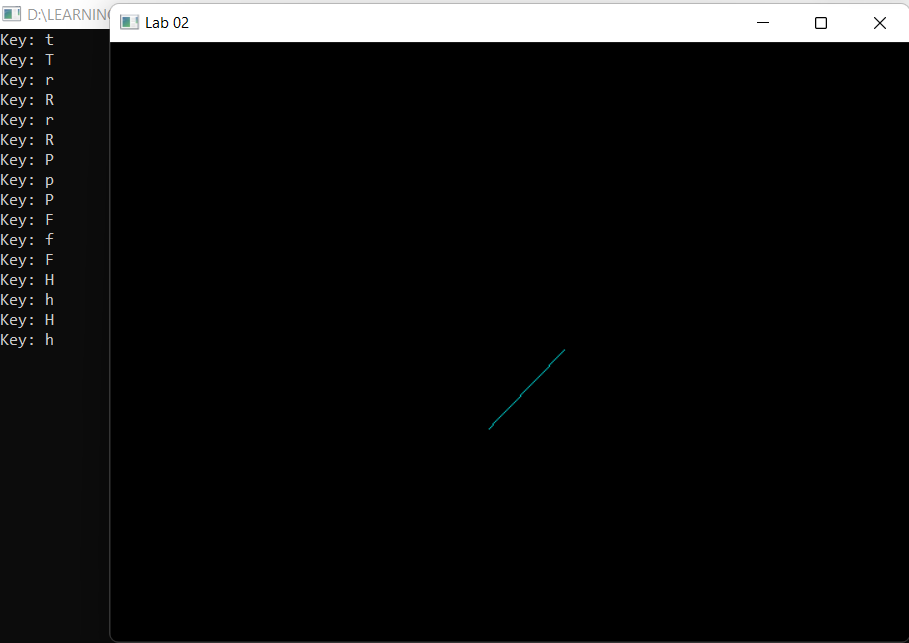 D:\LEARNING
Lab 02
Key: t
Key: T
Key: r
Key: R
Key: r
Key: R
Key: P
Key: p
Key: P
Key: F
Key: f
Key: F
Key: H
Key: h
Key: H
Key: h